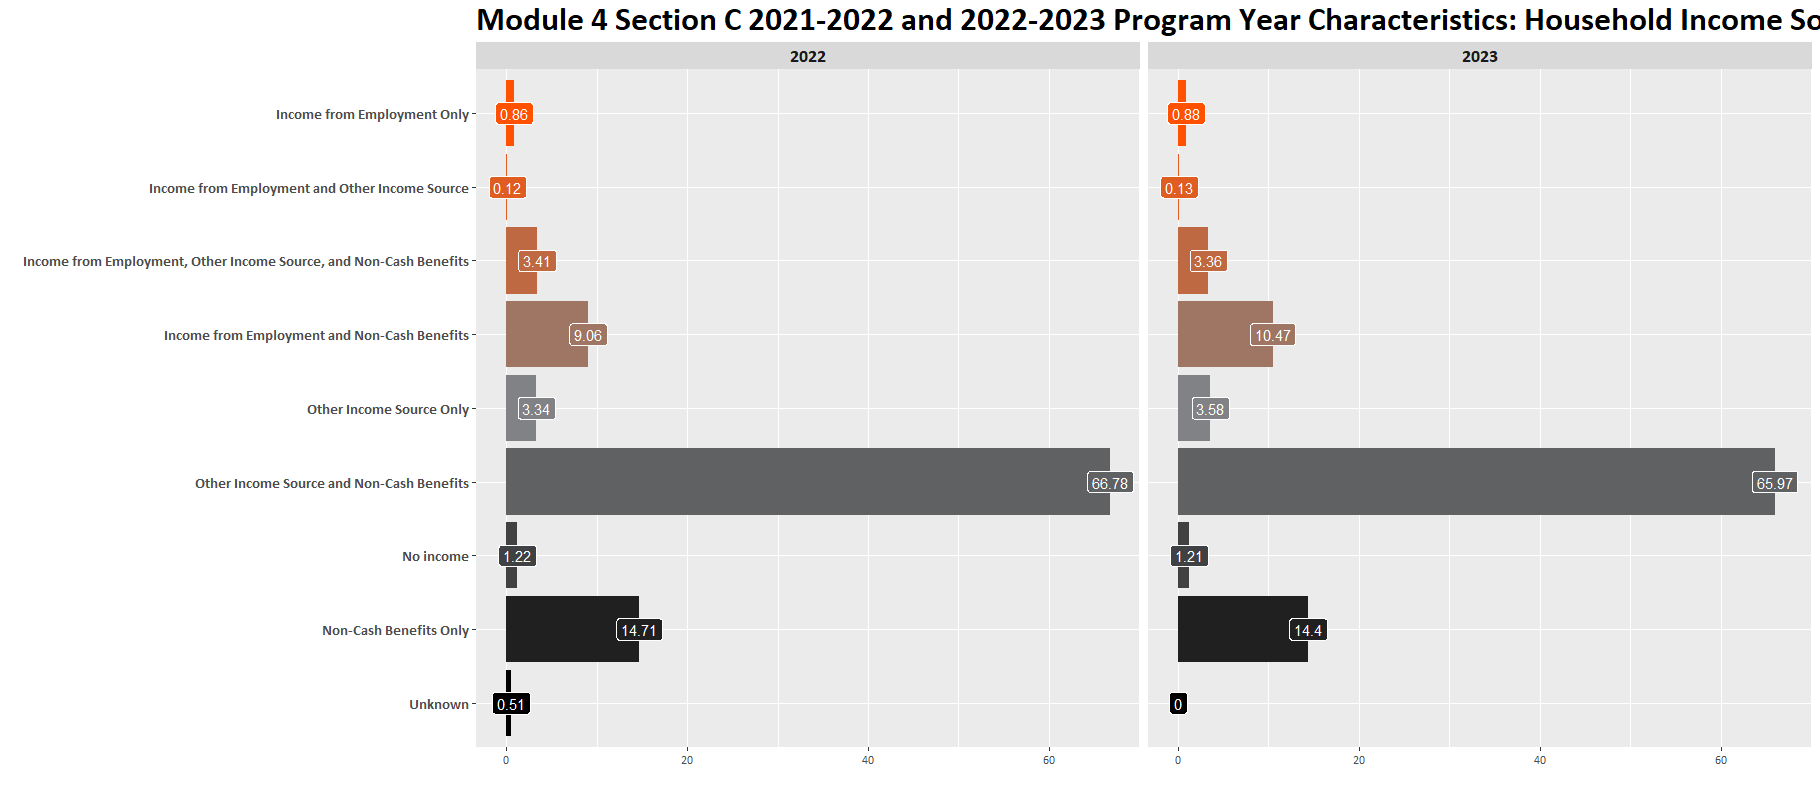 Module 4 Section C 2021-2022 and 2022-2023 Program Year Characteristics: Household Income So
2022
2023
Income from Employment Only
0.86
0.88
Income from Employment and Other Income Source
0.12
0.13
Income from Employment, Other Income Source, and Non-Cash Benefits
3.41
3.36
Income from Employment and Non-Cash Benefits
9.06
10.47
Other Income Source Only
3.34
3.58
Other Income Source and Non-Cash Benefits
66.78
65.97
No income
1.22
1.21
Non-Cash Benefits Only
14.71
14.4
Unknown
0.51
0
0 20 40 60
0 20 40 60